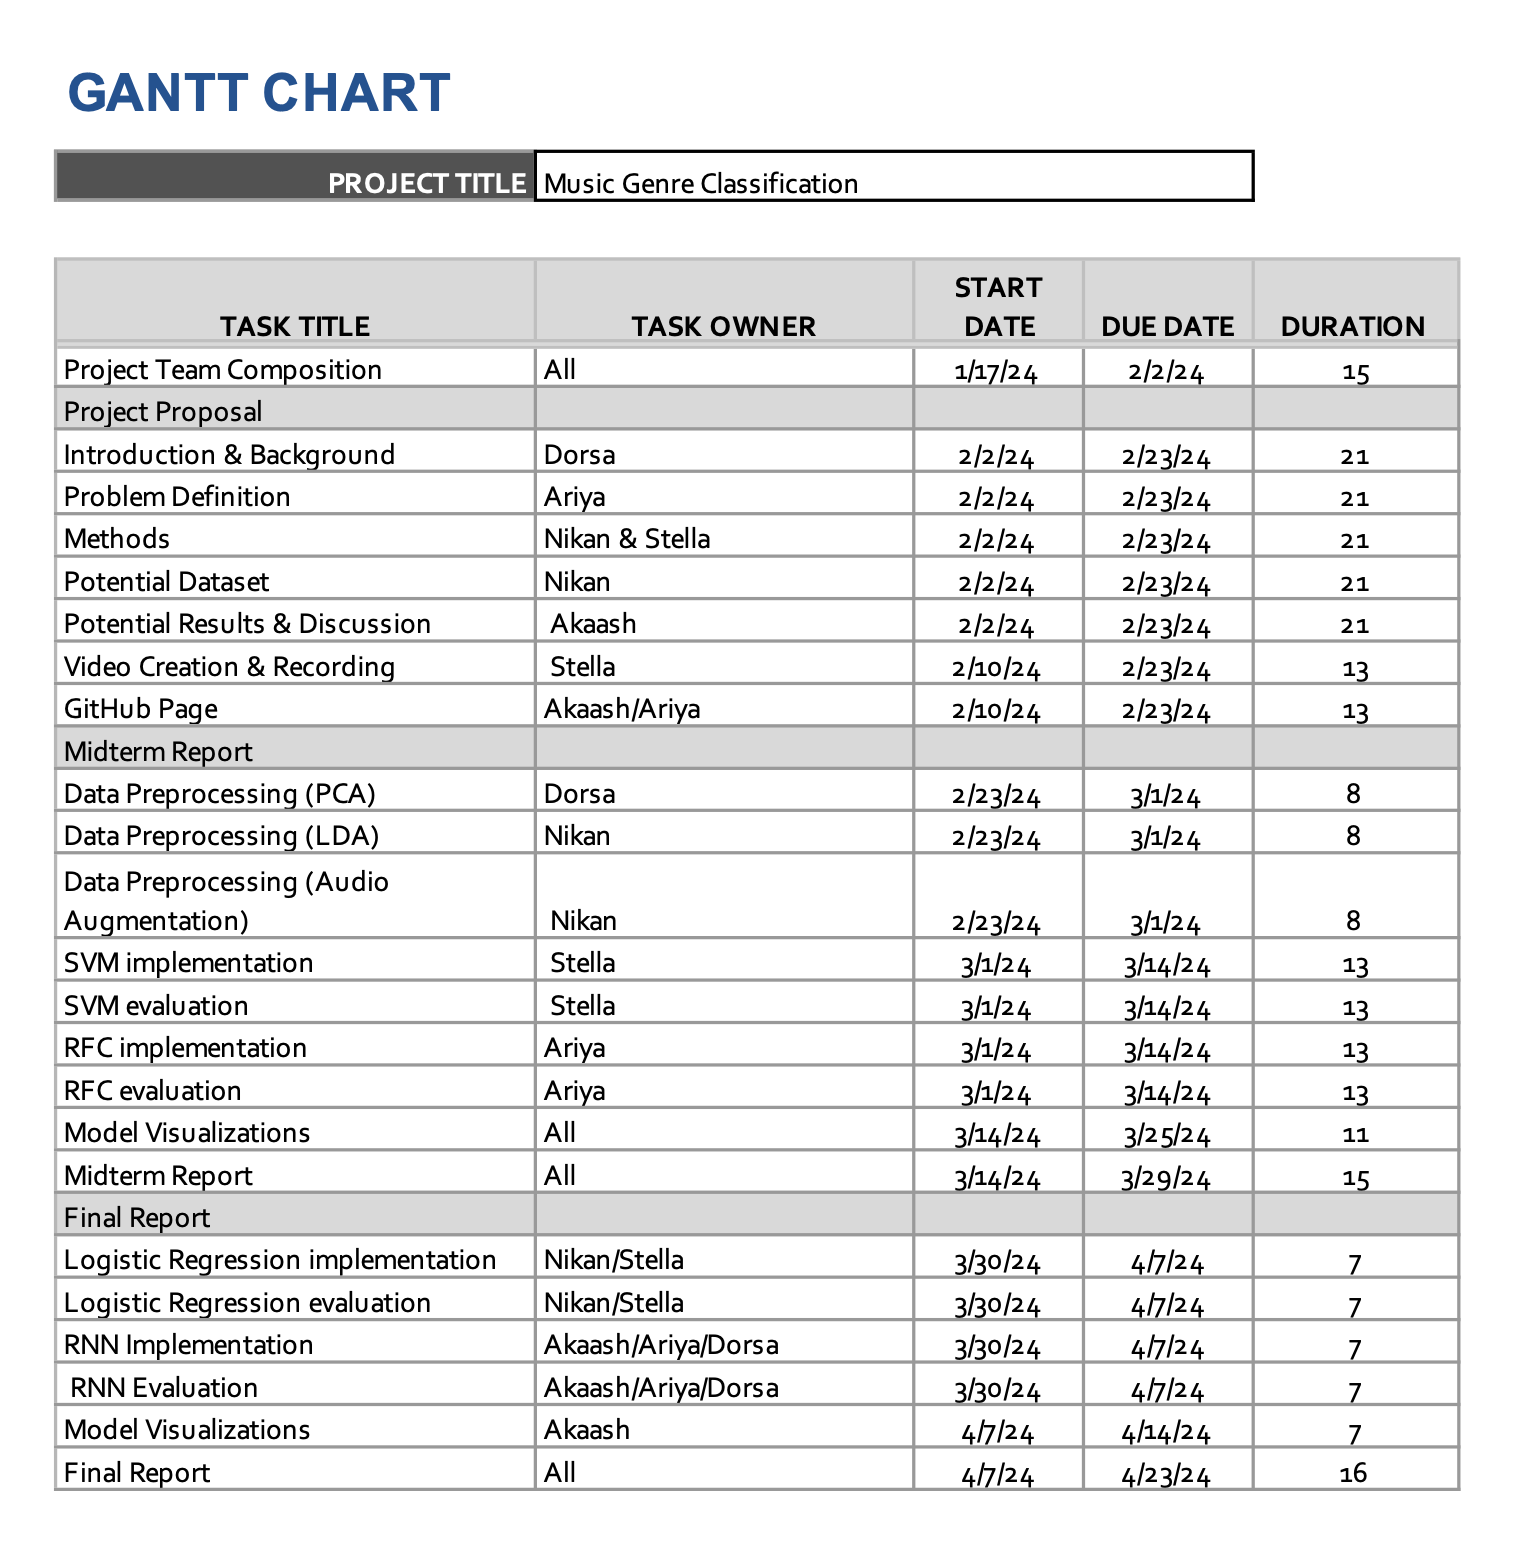 GANTT CHART
PROJECT TITLE Music Genre Classification
START
TASK TITLE TASK OWNER DATE DUE DATE DURATION
Project Team Composition All 1/17/24 2/2/24 15
Project Proposal
Introduction & Background Dorsa 2/2/24 2/23/24 21
Problem Definition Ariya 2/2/24 2/23/24 21
Methods Nikan & Stella 2/2/24 2/23/24 21
Potential Dataset Nikan 2/2/24 2/23/24 21
Potential Results & Discussion Akaash 2/2/24 2/23/24 21
Video Creation & Recording Stella 2/10/24 2/23/24 13
GitHub Page Akaash/Ariya 2/10/24 2/23/24 13
Midterm Report
Data Preprocessing (PCA) Dorsa 2/23/24 3/1/24 8
Data Preprocessing (LDA) Nikan 2/23/24 3/1/24 8
Data Preprocessing (Audio
Augmentation) Nikan 2/23/24 3/1/24 8
SVM implementation Stella 3/1/24 3/14/24 13
SVM evaluation Stella 3/1/24 3/14/24 13
RFC implementation Ariya 3/1/24 3/14/24 13
RFC evaluation Ariya 3/1/24 3/14/24 13
Model Visualizations All 3/14/24 3/25/24 11
Midterm Report All 3/14/24 3/29/24 15
Final Report
Logistic Regression implementation Nikan/Stella 3/30/24 4/7/24 7
Logistic Regression evaluation Nikan/Stella 3/30/24 4/7/24 7
RNN Implementation Akaash/Ariya/Dorsa 3/30/24 4/7/24 7
RNN Evaluation Akaash/Ariya/Dorsa 3/30/24 4/7/24 7
Model Visualizations Akaash 4/7/24 4/14/24 7
Final Report All 4/7/24 4/23/24 16